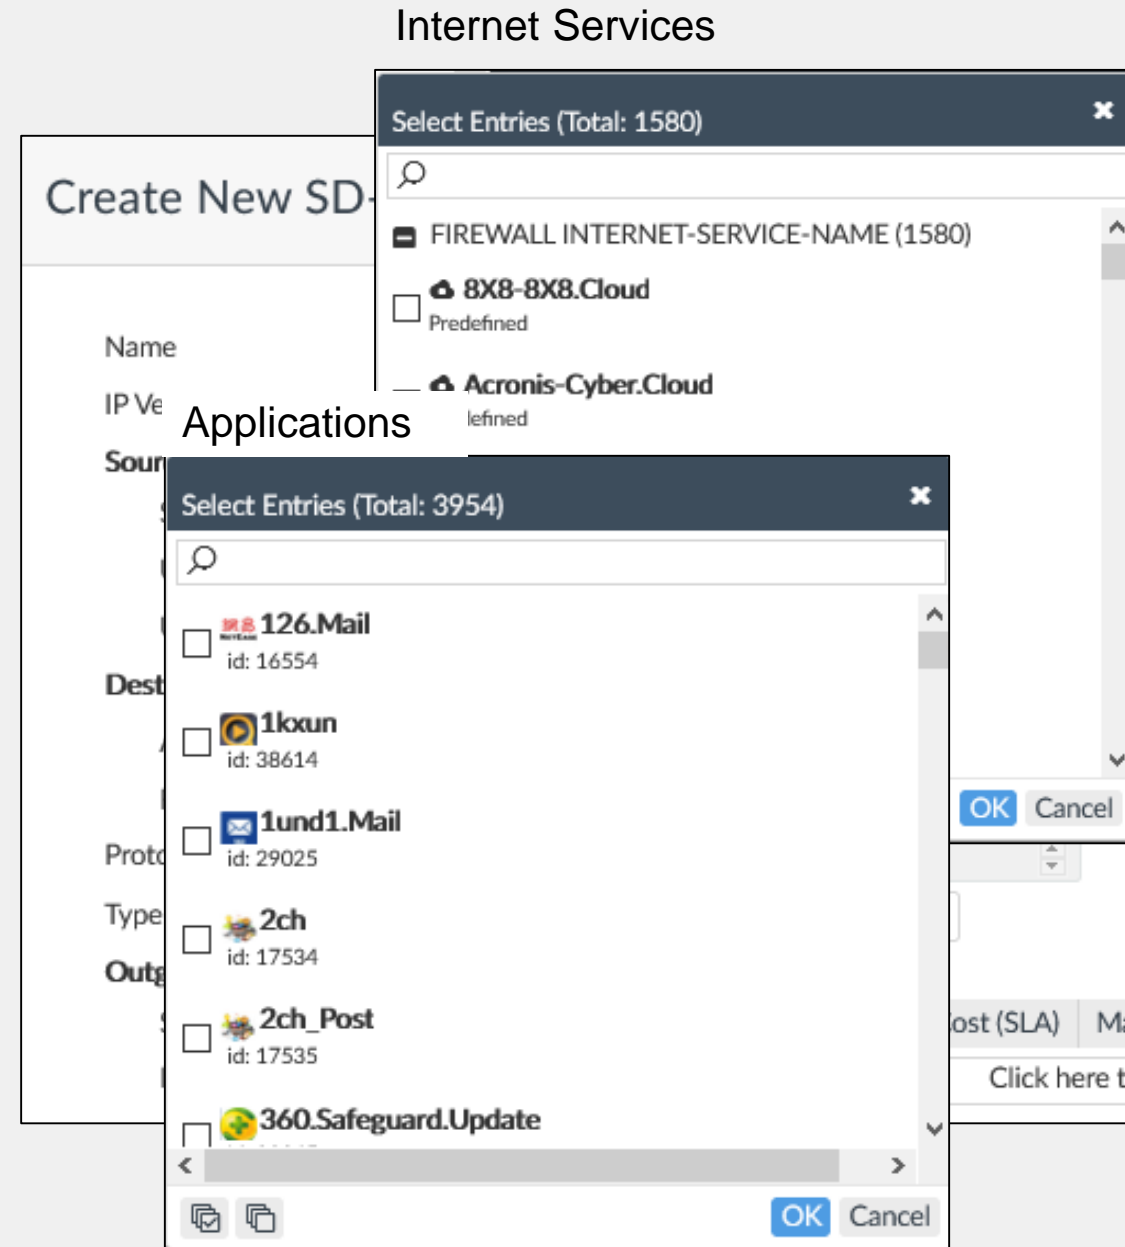 Internet Services
Select Entries (Total: 1580)
Create New SD-
FIREWALL INTERNET-SERVICE-NAME (1580)
8X8-8X8.Cloud
Predefined
Name
Acronis-Cyber.Cloud
efined
IP Ve
Applications
Sour
Select Entries (Total: 3954)
126.Mail
id: 16554
Dest
1kxun
id: 38614
OK Cancel
1und1.Mail
id: 29025
Proto
Type
2ch
id: 17534
Outg
2ch_Post
id: 17535
ost (SLA) Ma
Click here t
360.Safeguard.Update
OK Cancel